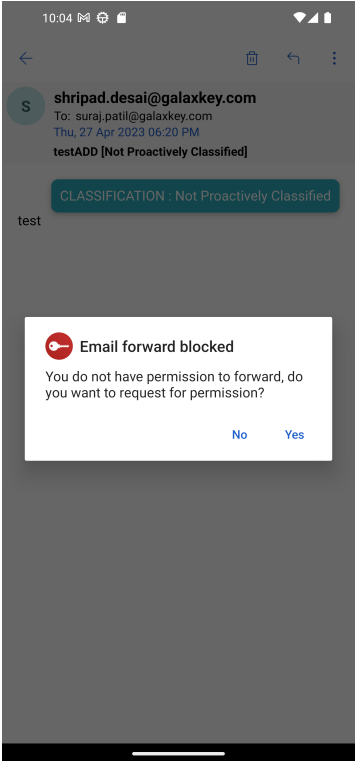 10:04
S
shripad.desai@galaxkey.com
To: suraj.patil@galaxkey.com
Thu, 27 Apr 2023 06:20 PM
testADD [Not Proactively Classified]
CLASSIFICATION : Not Proactively Classified
test
Email forward blocked
You do not have permission to forward, do
you want to request for permission?
No Yes